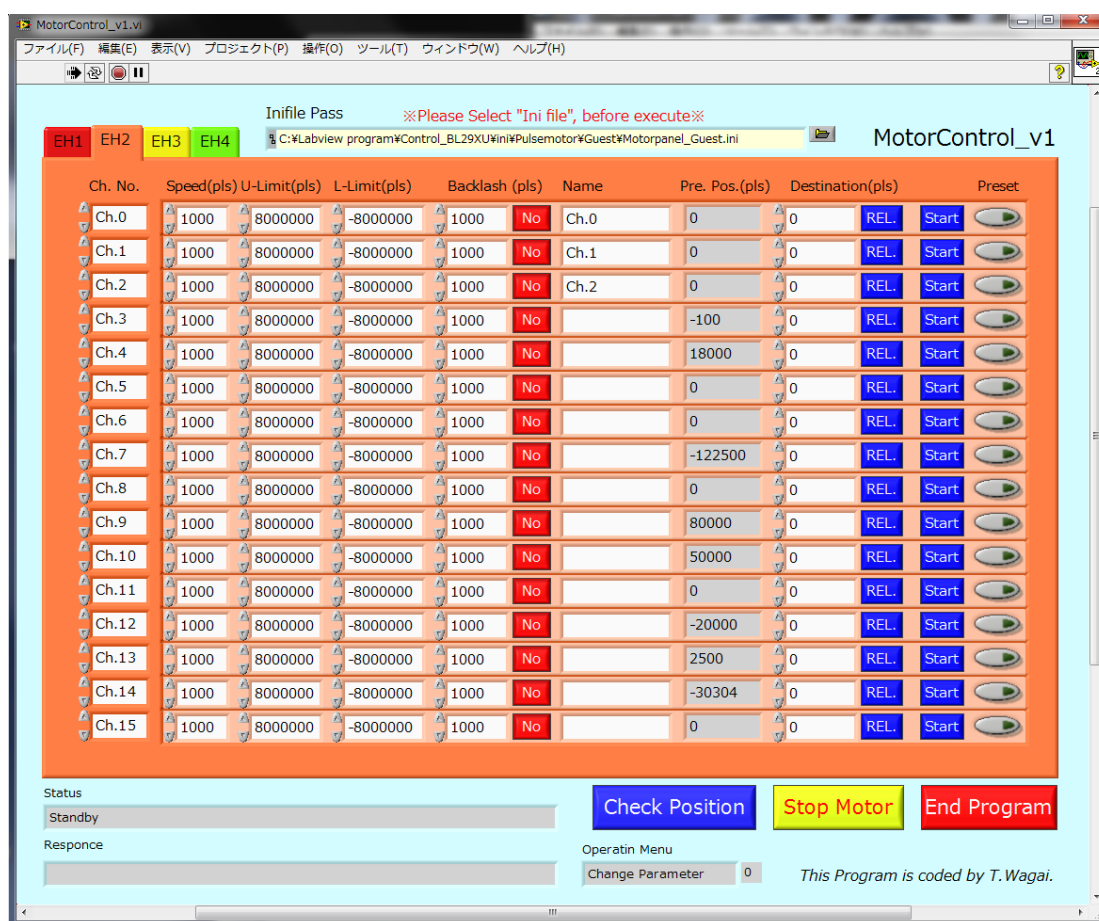 MotorControl_v1.vi
ファイル(F) 編集(E) 表示(V) プロジェクト(P) 操作(O) ツール(T) ウィンドウ(W) ヘルプ(H)
Inifile Pass ※Please Select "Ini file", before execute※
EH1 EH2 EH3 EH4 C:¥Labview program¥Control_BL29XU¥ini¥Pulsemotor¥Guest¥Motorpanel_Guest.ini MotorControl_v1
Ch. No. Speed(pls) U-Limit(pls) L-Limit(pls) Backlash (pls) Name Pre. Pos.(pls) Destination(pls) Preset
Ch.0 1000 8000000 -8000000 1000 No Ch.0 0 0 REL. Start
Ch.1 1000 8000000 -8000000 1000 No Ch.1 0 0 REL. Start
Ch.2 1000 8000000 -8000000 1000 No Ch.2 0 0 REL. Start
Ch.3 1000 8000000 -8000000 1000 No -100 0 REL. Start
Ch.4 1000 8000000 -8000000 1000 No 18000 0 REL. Start
Ch.5 1000 8000000 -8000000 1000 No 0 0 REL. Start
Ch.6 1000 8000000 -8000000 1000 No 0 0 REL. Start
Ch.7 1000 8000000 -8000000 1000 No -122500 0 REL. Start
Ch.8 1000 8000000 -8000000 1000 No 0 0 REL. Start
Ch.9 1000 8000000 -8000000 1000 No 80000 0 REL. Start
Ch.10 1000 8000000 -8000000 1000 No 50000 0 REL. Start
Ch.11 1000 8000000 -8000000 1000 No 0 0 REL. Start
Ch.12 1000 8000000 -8000000 1000 No -20000 0 REL. Start
Ch.13 1000 8000000 -8000000 1000 No 2500 0 REL. Start
Ch.14 1000 8000000 -8000000 1000 No -30304 0 REL. Start
Ch.15 1000 8000000 -8000000 1000 No 0 0 REL. Start
Status
Standby
Check Position Stop Motor End Program
Responce
Operatin Menu
Change Parameter 0
This Program is coded by T.Wagai.